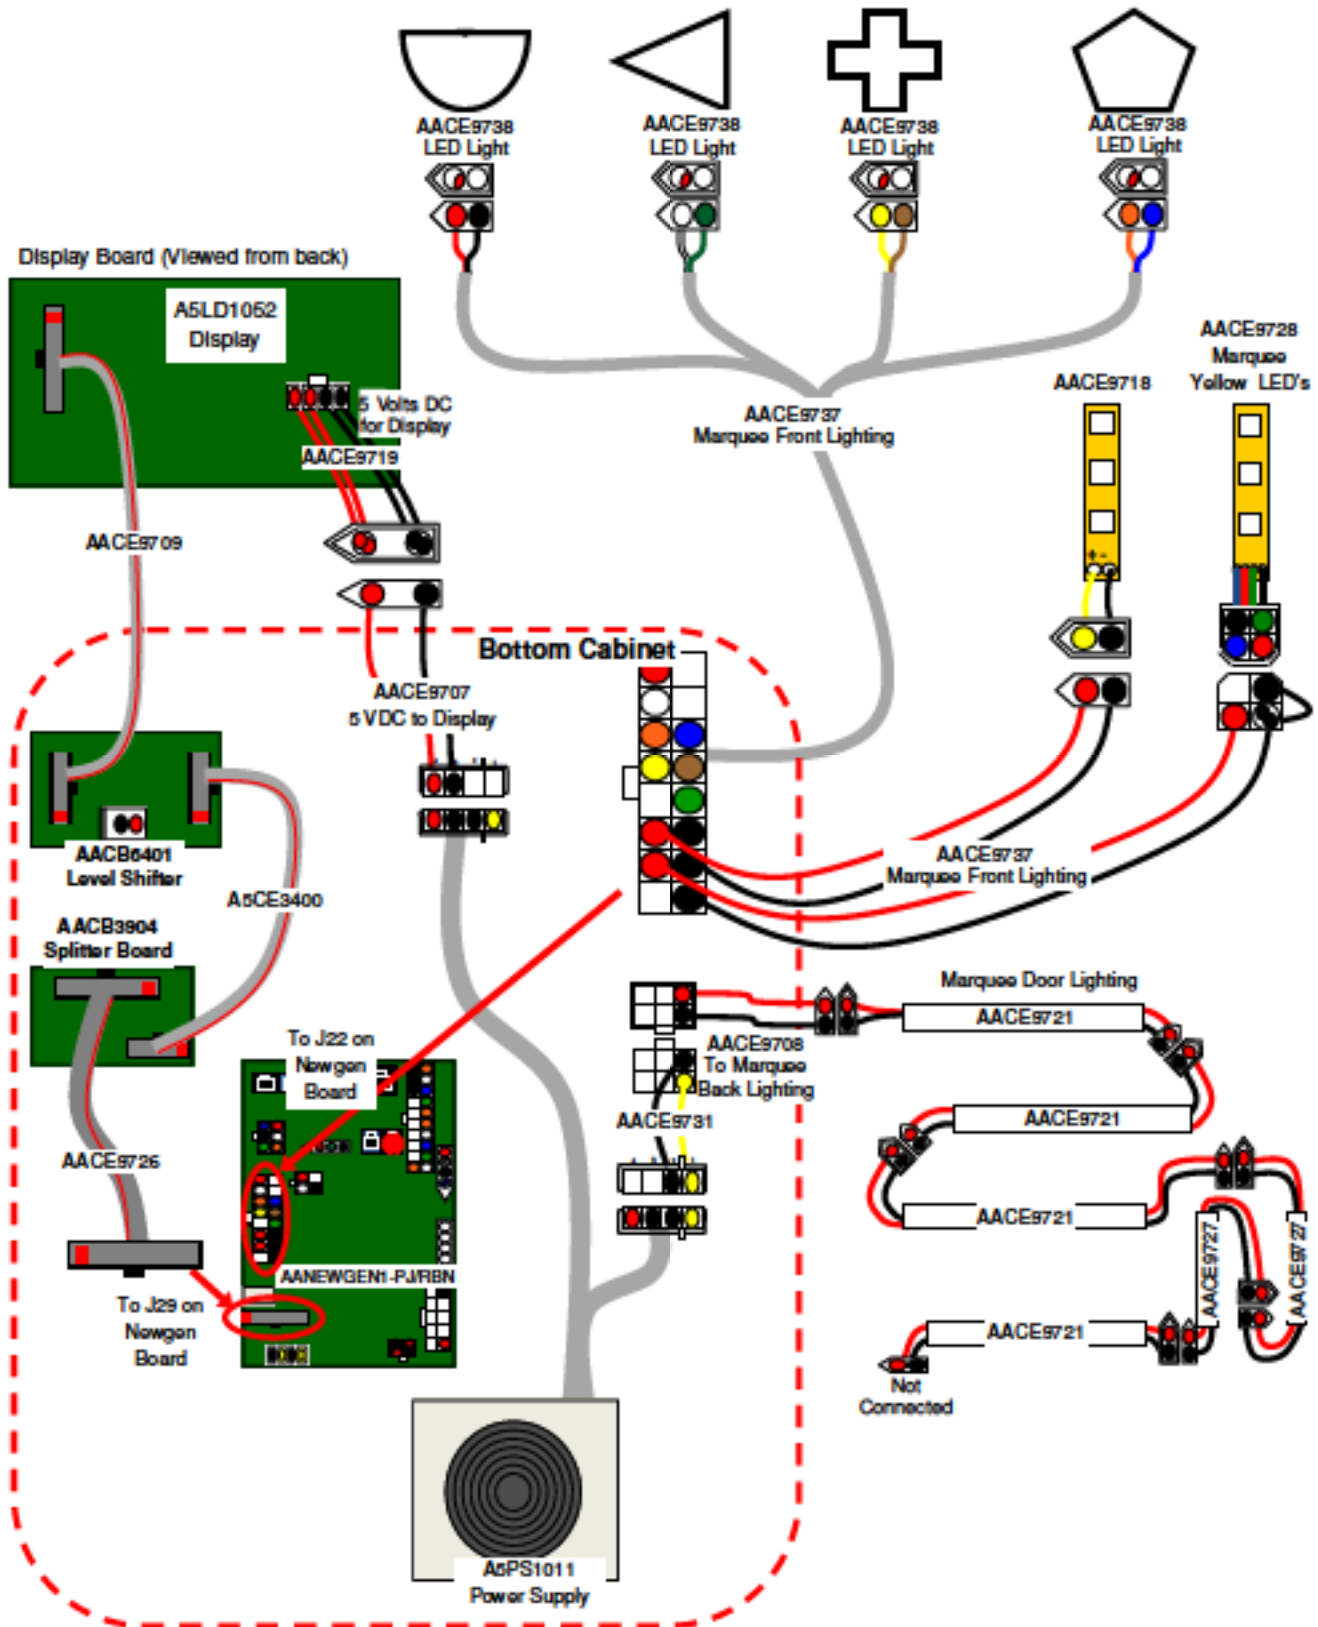 AACE9738
LED Light
AACE9738
LED Light
AACE9738
LED Light
AACE9738
LED Light
Display Board (Viewed from back)
A5LD1052
Display
5 Volts DC
for Display
AACE9719
AACE9737
Marquee Front Lighting
AACE9718
AACE9728
Marquee
Yellow LED's
+ -
AACE9709
Bottom Cabinet
AACE9707
5 VDC to Display
AACB6401
Level Shifter
A5CE3400
AACE9737
Marquee Front Lighting
AACB3904
Splitter Board
Marquee Door Lighting
AACE9721
To J22 on
Newgen
Board
AACE9708
To Marquee
Back Lighting
AACE9731
AACE9721
AACE9726
AACE9721
AACE9727
AACE9727
AANEWGEN1-PJ/RBN
To J29 on
Newgen
Board
AACE9721
Not
Connected
A5PS1011
Power Supply